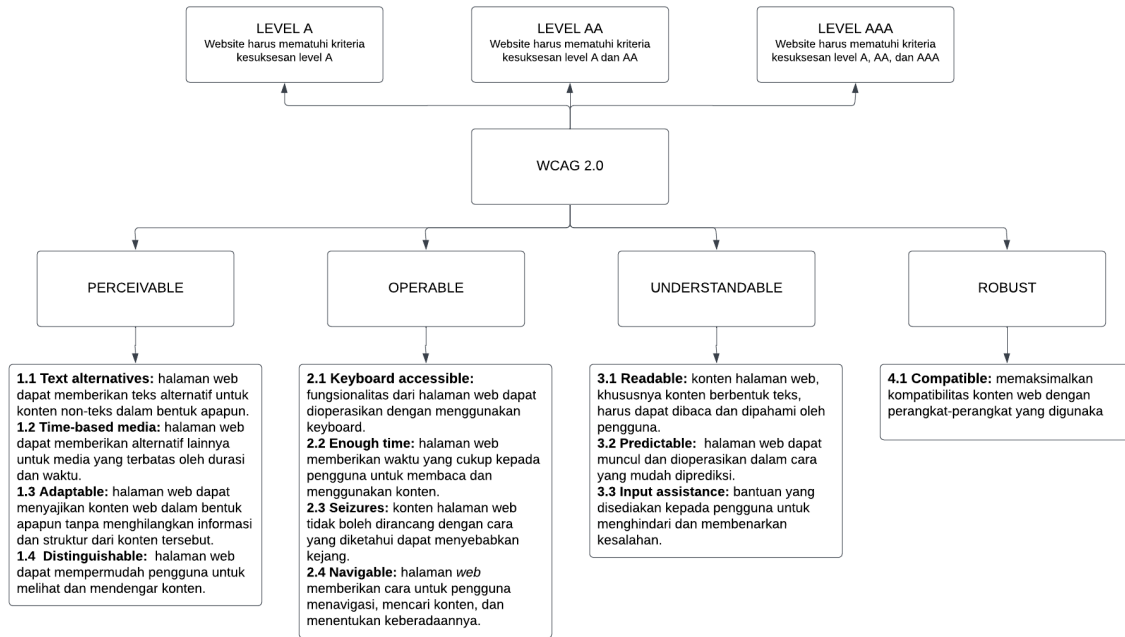 LEVEL A
Website harus mematuhi kriteria
kesuksesan level A
LEVEL AA
Website harus mematuhi kriteria
kesuksesan level A dan AA
LEVEL AAA
Website harus mematuhi kriteria
kesuksesan level A, AA, dan AAA
WCAG 2.0
PERCEIVABLE
OPERABLE
UNDERSTANDABLE
ROBUST
1.1 Text alternatives: halaman web
dapat memberikan teks alternatif untuk
konten non-teks dalam bentuk apapun.
1.2 Time-based media: halaman web
dapat memberikan alternatif lainnya
untuk media yang terbatas oleh durasi
dan waktu.
1.3 Adaptable: halaman web dapat
menyajikan konten web dalam bentuk
apapun tanpa menghilangkan informasi
dan struktur dari konten tersebut.
1.4 Distinguishable: halaman web
dapat mempermudah pengguna untuk
melihat dan mendengar konten.
2.1 Keyboard accessible:
fungsionalitas dari halaman web dapat
dioperasikan dengan menggunakan
keyboard.
2.2 Enough time: halaman web
memberikan waktu yang cukup kepada
pengguna untuk membaca dan
menggunakan konten.
2.3 Seizures: konten halaman web
tidak boleh dirancang dengan cara
yang diketahui dapat menyebabkan
kejang.
2.4 Navigable: halaman web
memberikan cara untuk pengguna
menavigasi, mencari konten, dan
menentukan keberadaannya.
3.1 Readable: konten halaman web,
khususnya konten berbentuk teks,
harus dapat dibaca dan dipahami oleh
pengguna.
3.2 Predictable: halaman web dapat
muncul dan dioperasikan dalam cara
yang mudah diprediksi.
3.3 Input assistance: bantuan yang
disediakan kepada pengguna untuk
menghindari dan membenarkan
kesalahan.
4.1 Compatible: memaksimalkan
kompatibilitas konten web dengan
perangkat-perangkat yang digunaka